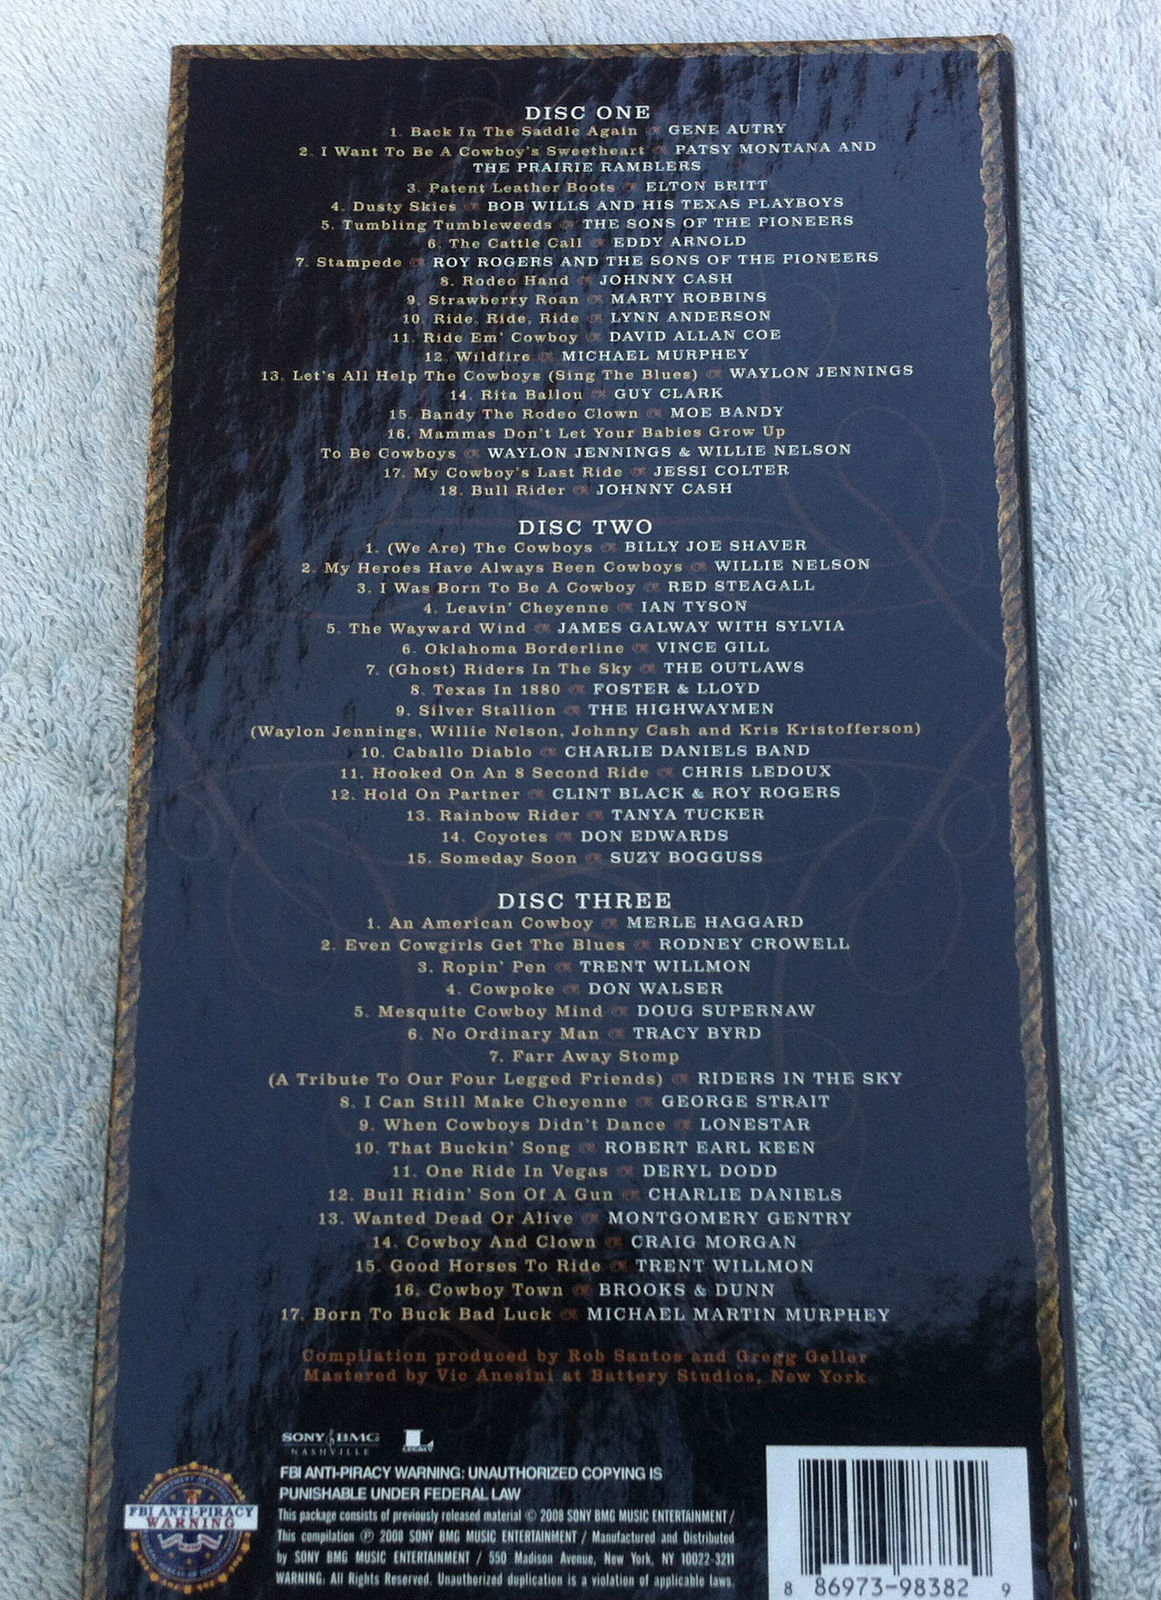 DISC ONE
1. Back In The Saddle Again GENE AUTRY
2. I Want To Be A Cowboy's Sweetheart PATSY MONTANA AND
THE PRAIRIE RAMBLERS
3. Patent Leather Boots ELTON BRITT
4. Dusty Skies BOB WILLS AND HIS TEXAS PLAYBOYS
5. Tumbling Tumbleweeds THE SONS OF THE PIONEERS
6. The Cattle Call EDDY ARNOLD
7. Stampede ROY ROGERS AND THE SONS OF THE PIONEERS
8. Rodeo Hand JOHNNY CASH
9. Strawberry Roan MARTY ROBBINS
10. Ride, Ride, Ride LYNN ANDERSON
11. Ride Em' Cowboy DAVID ALLAN COE
12. Wildfire MICHAEL MURPHEY
13. Let's All Help The Cowboys (Sing The Blues) WAYLON JENNINGS
14. Rita Ballou GUY CLARK
15. Bandy The Rodeo Clown MOE BANDY
16. Mammas Don't Let Your Babies Grow Up
To Be Cowboys WAYLON JENNINGS & WILLIE NELSON
17. My Cowboy's Last Ride JESSI COLTER
18. Bull Rider JOHNNY CASH
DISC TWO
1. (We Are) The Cowboys BILLY JOE SHAVER
2. My Heroes Have Always Been Cowboys WILLIE NELSON
3. I Was Born To Be A Cowboy RED STEAGALL
4. Leavin' Cheyenne IAN TYSON
5. The Wayward Wind JAMES GALWAY WITH SYLVIA
6. Oklahoma Borderline VINCE GILL
7. (Ghost) Riders In The Sky THE OUTLAWS
8. Texas In 1880 FOSTER & LLOYD
9. Silver Stallion THE HIGHWAYMEN
(Waylon Jennings, Willie Nelson, Johnny Cash and Kris Kristofferson)
10. Caballo Diablo CHARLIE DANIELS BAND
11. Hooked On An 8 Second Ride CHRIS LEDOUX
12. Hold On Partner CLINT BLACK & ROY ROGERS
13. Rainbow Rider TANYA TUCKER
14. Coyotes DON EDWARDS
15. Someday Soon SUZY BOGGUSS
DISC THREE
1. An American Cowboy MERLE HAGGARD
2. Even Cowgirls Get The Blues RODNEY CROWELL
3. Ropin' Pen TRENT WILLMON
4. Cowpoke DON WALSER
5. Mesquite Cowboy Mind DOUG SUPERNAW
6. No Ordinary Man TRACY BYRD
7. Farr Away Stomp
(A Tribute To Our Four Legged Friends) RIDERS IN THE SKY
8. I Can Still Make Cheyenne GEORGE STRAIT
9. When Cowboys Didn't Dance LONESTAR
10. That Buckin' Song ROBERT EARL KEEN
11. One Ride In Vegas DERYL DODD
12. Bull Ridin' Son Of A Gun CHARLIE DANIELS
13. Wanted Dead Or Alive MONTGOMERY GENTRY
14. Cowboy And Clown CRAIG MORGAN
15. Good Horses To Ride TRENT WILLMON
16. Cowboy Town BROOKS & DUNN
17. Born To Buck Bad Luck MICHAEL MARTIN MURPHEY
Compilation produced by Rob Santos and Gregg Geller
Mastered by Vic Anesini at Battery Studios, New York
SONY BMG
NASHVILLE
LEGACY
FBI ANTI-PIRACY
WARNING
FBI ANTI-PIRACY WARNING: UNAUTHORIZED COPYING IS
PUNISHABLE UNDER FEDERAL LAW
This package consists of previously released material © 2008 SONY BMG MUSIC ENTERTAINMENT /
This compilation ℗ 2008 SONY BMG MUSIC ENTERTAINMENT / Manufactured and Distributed
by SONY BMG MUSIC ENTERTAINMENT / 550 Madison Avenue, New York, NY 10022-3211
WARNING: All Rights Reserved. Unauthorized duplication is a violation of applicable laws.
8 86973-98382 9